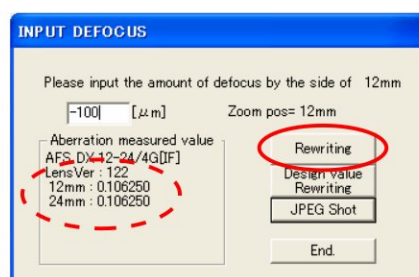 INPUT DEFOCUS
Please input the amount of defocus by the side of 12mm
-100 [μm] Zoom pos= 12mm
Aberration measured value
AFS DX 12-24/4G[IF]
LensVer : 122
12mm : 0.106250
24mm : 0.106250
Rewriting
Design value
Rewriting
JPEG Shot
End.